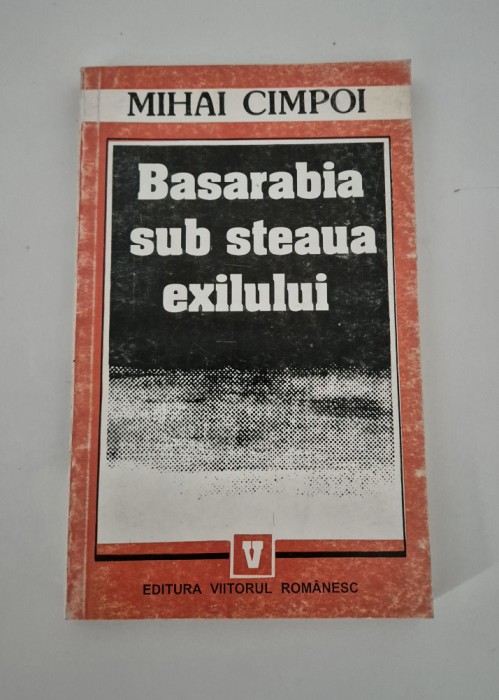 MIHAI CIMPOI
Basarabia
sub steaua
exilului
V
EDITURA VIITORUL ROMÂNESC